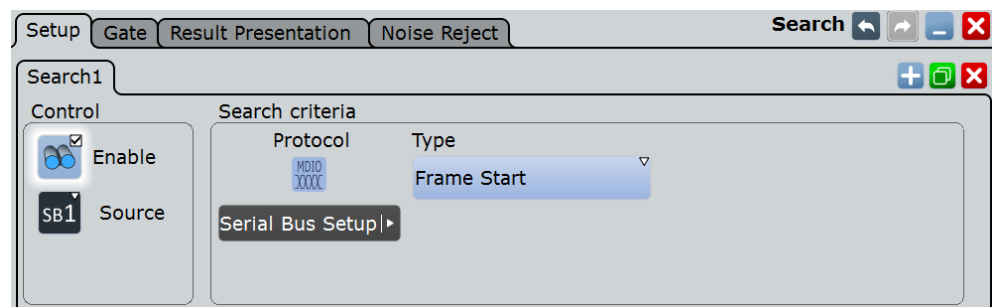 Setup Gate Result Presentation Noise Reject Search
Search1
Control Search criteria
Protocol Type
Enable MDIO Frame Start
SB1 Source Serial Bus Setup